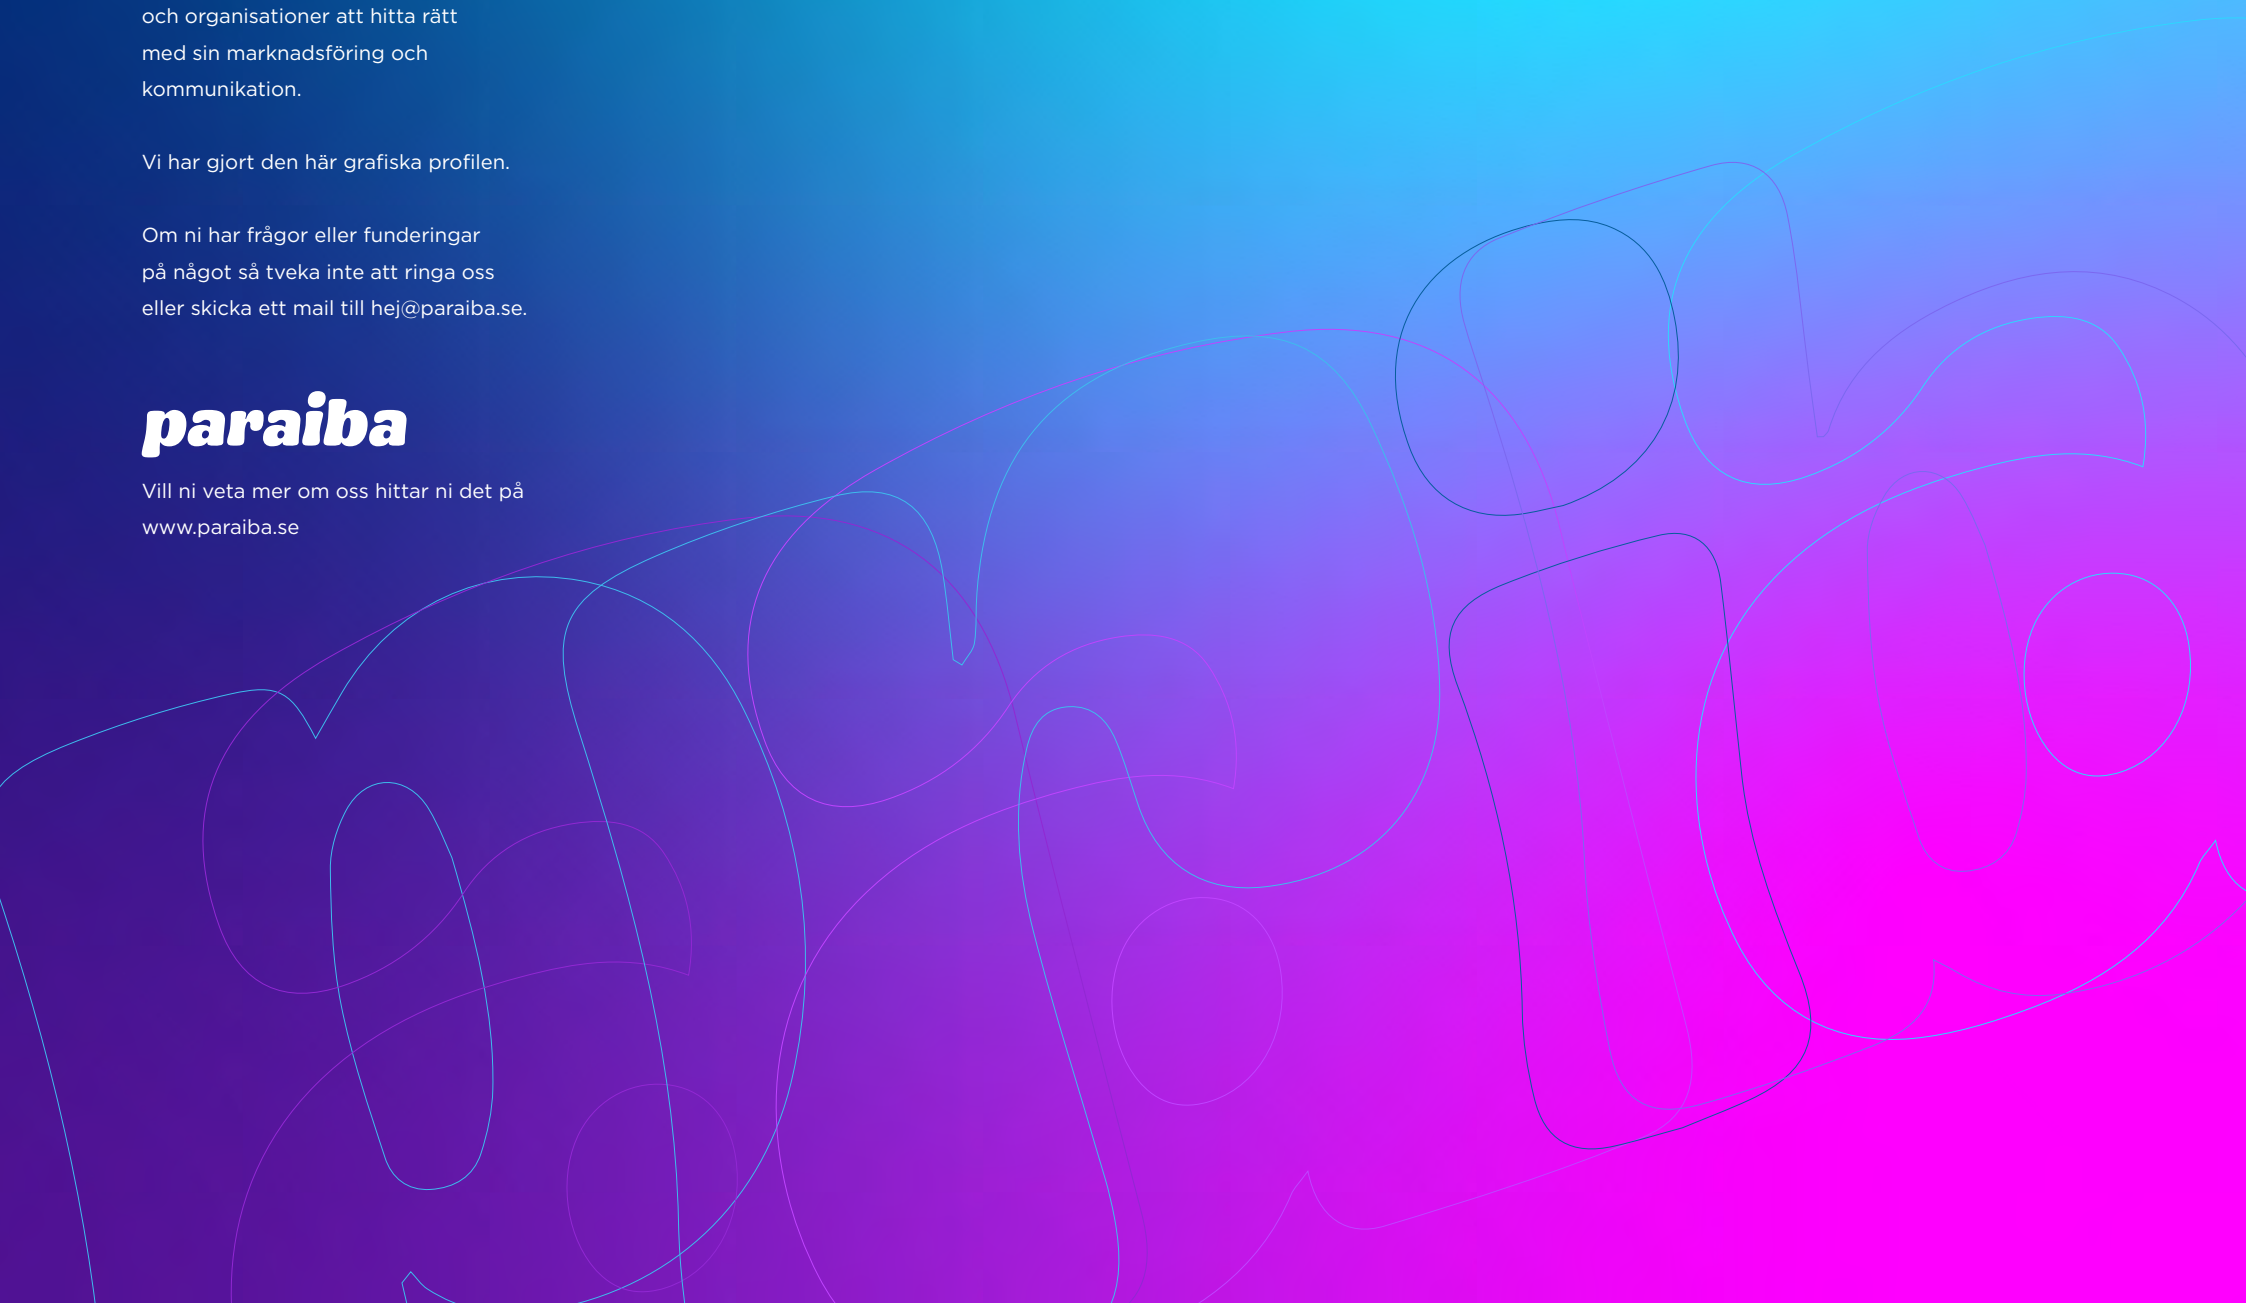 och organisationer att hitta rätt
med sin marknadsföring och
kommunikation.
Vi har gjort den här grafiska profilen.
Om ni har frågor eller funderingar
på något så tveka inte att ringa oss
eller skicka ett mail till hej@paraiba.se.
paraiba
Vill ni veta mer om oss hittar ni det på
www.paraiba.se